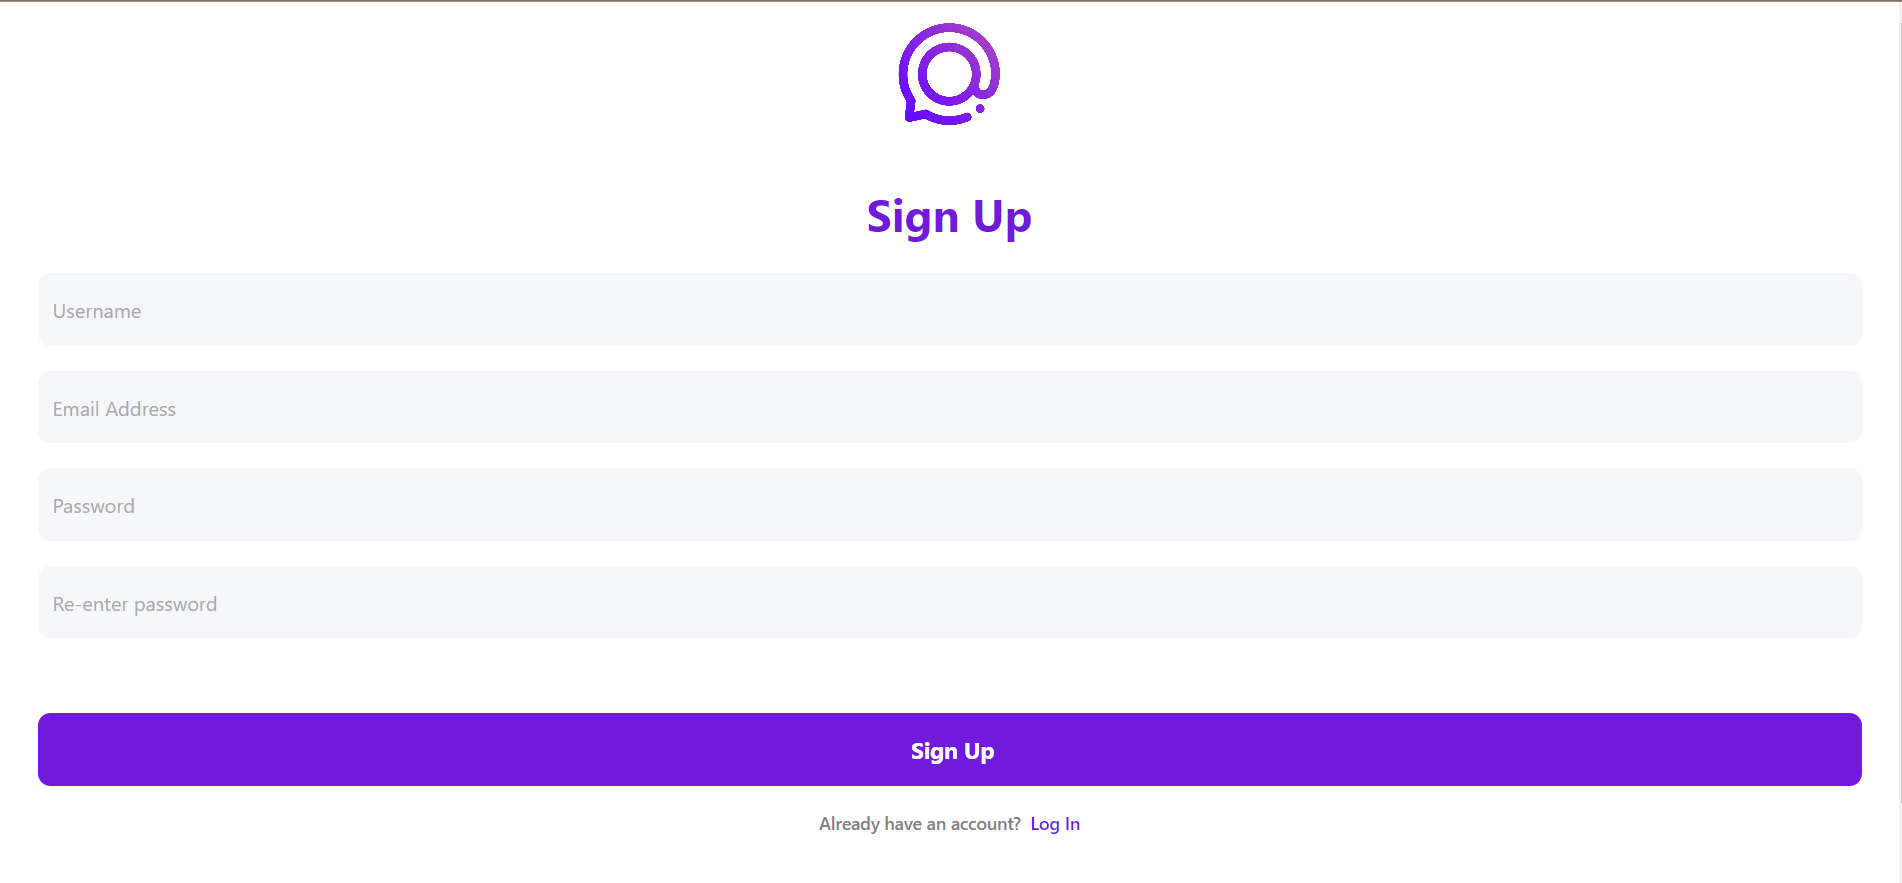 Sign Up
Username
Email Address
Password
Re-enter password
Sign Up
Already have an account? Log In